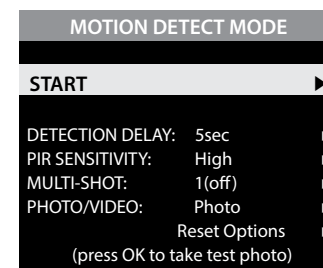 MOTION DETECT MODE
START
DETECTION DELAY: 5sec
PIR SENSITIVITY: High
MULTI-SHOT: 1(off)
PHOTO/VIDEO: Photo
Reset Options
(press OK to take test photo)